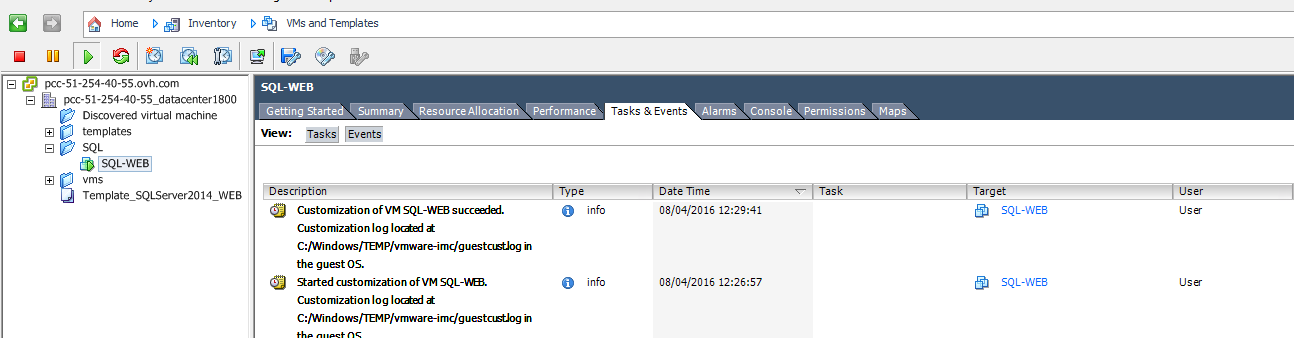 Home Inventory VMs and Templates
pcc-51-254-40-55.ovh.com
pcc-51-254-40-55_datacenter1800
Discovered virtual machine
templates
SQL
SQL-WEB
vms
Template_SQLServer2014_WEB
SQL-WEB
Getting Started Summary Resource Allocation Performance Tasks & Events Alarms Console Permissions Maps
View: Tasks Events
Description Type Date Time Task Target User
Customization of VM SQL-WEB succeeded. info 08/04/2016 12:29:41 SQL-WEB User
Customization log located at
C:/Windows/TEMP/vmware-imc/guestcust.log in
the guest OS.
Started customization of VM SQL-WEB. info 08/04/2016 12:26:57 SQL-WEB User
Customization log located at
C:/Windows/TEMP/vmware-imc/guestcust.log in
the guest OS.